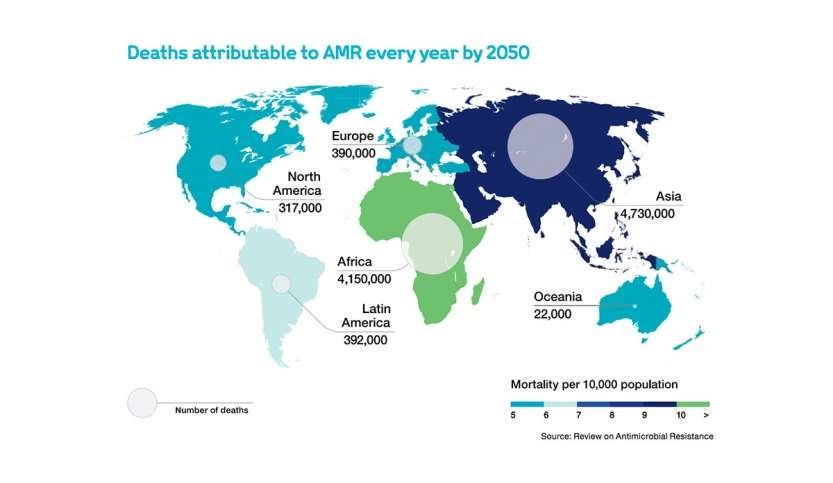 Deaths attributable to AMR every year by 2050
Europe
390,000
North
America
317,000
Asia
4,730,000
Africa
4,150,000
Latin
America
392,000
Oceania
22,000
Number of deaths
Mortality per 10,000 population
5 6 7 8 9 10 >
Source: Review on Antimicrobial Resistance